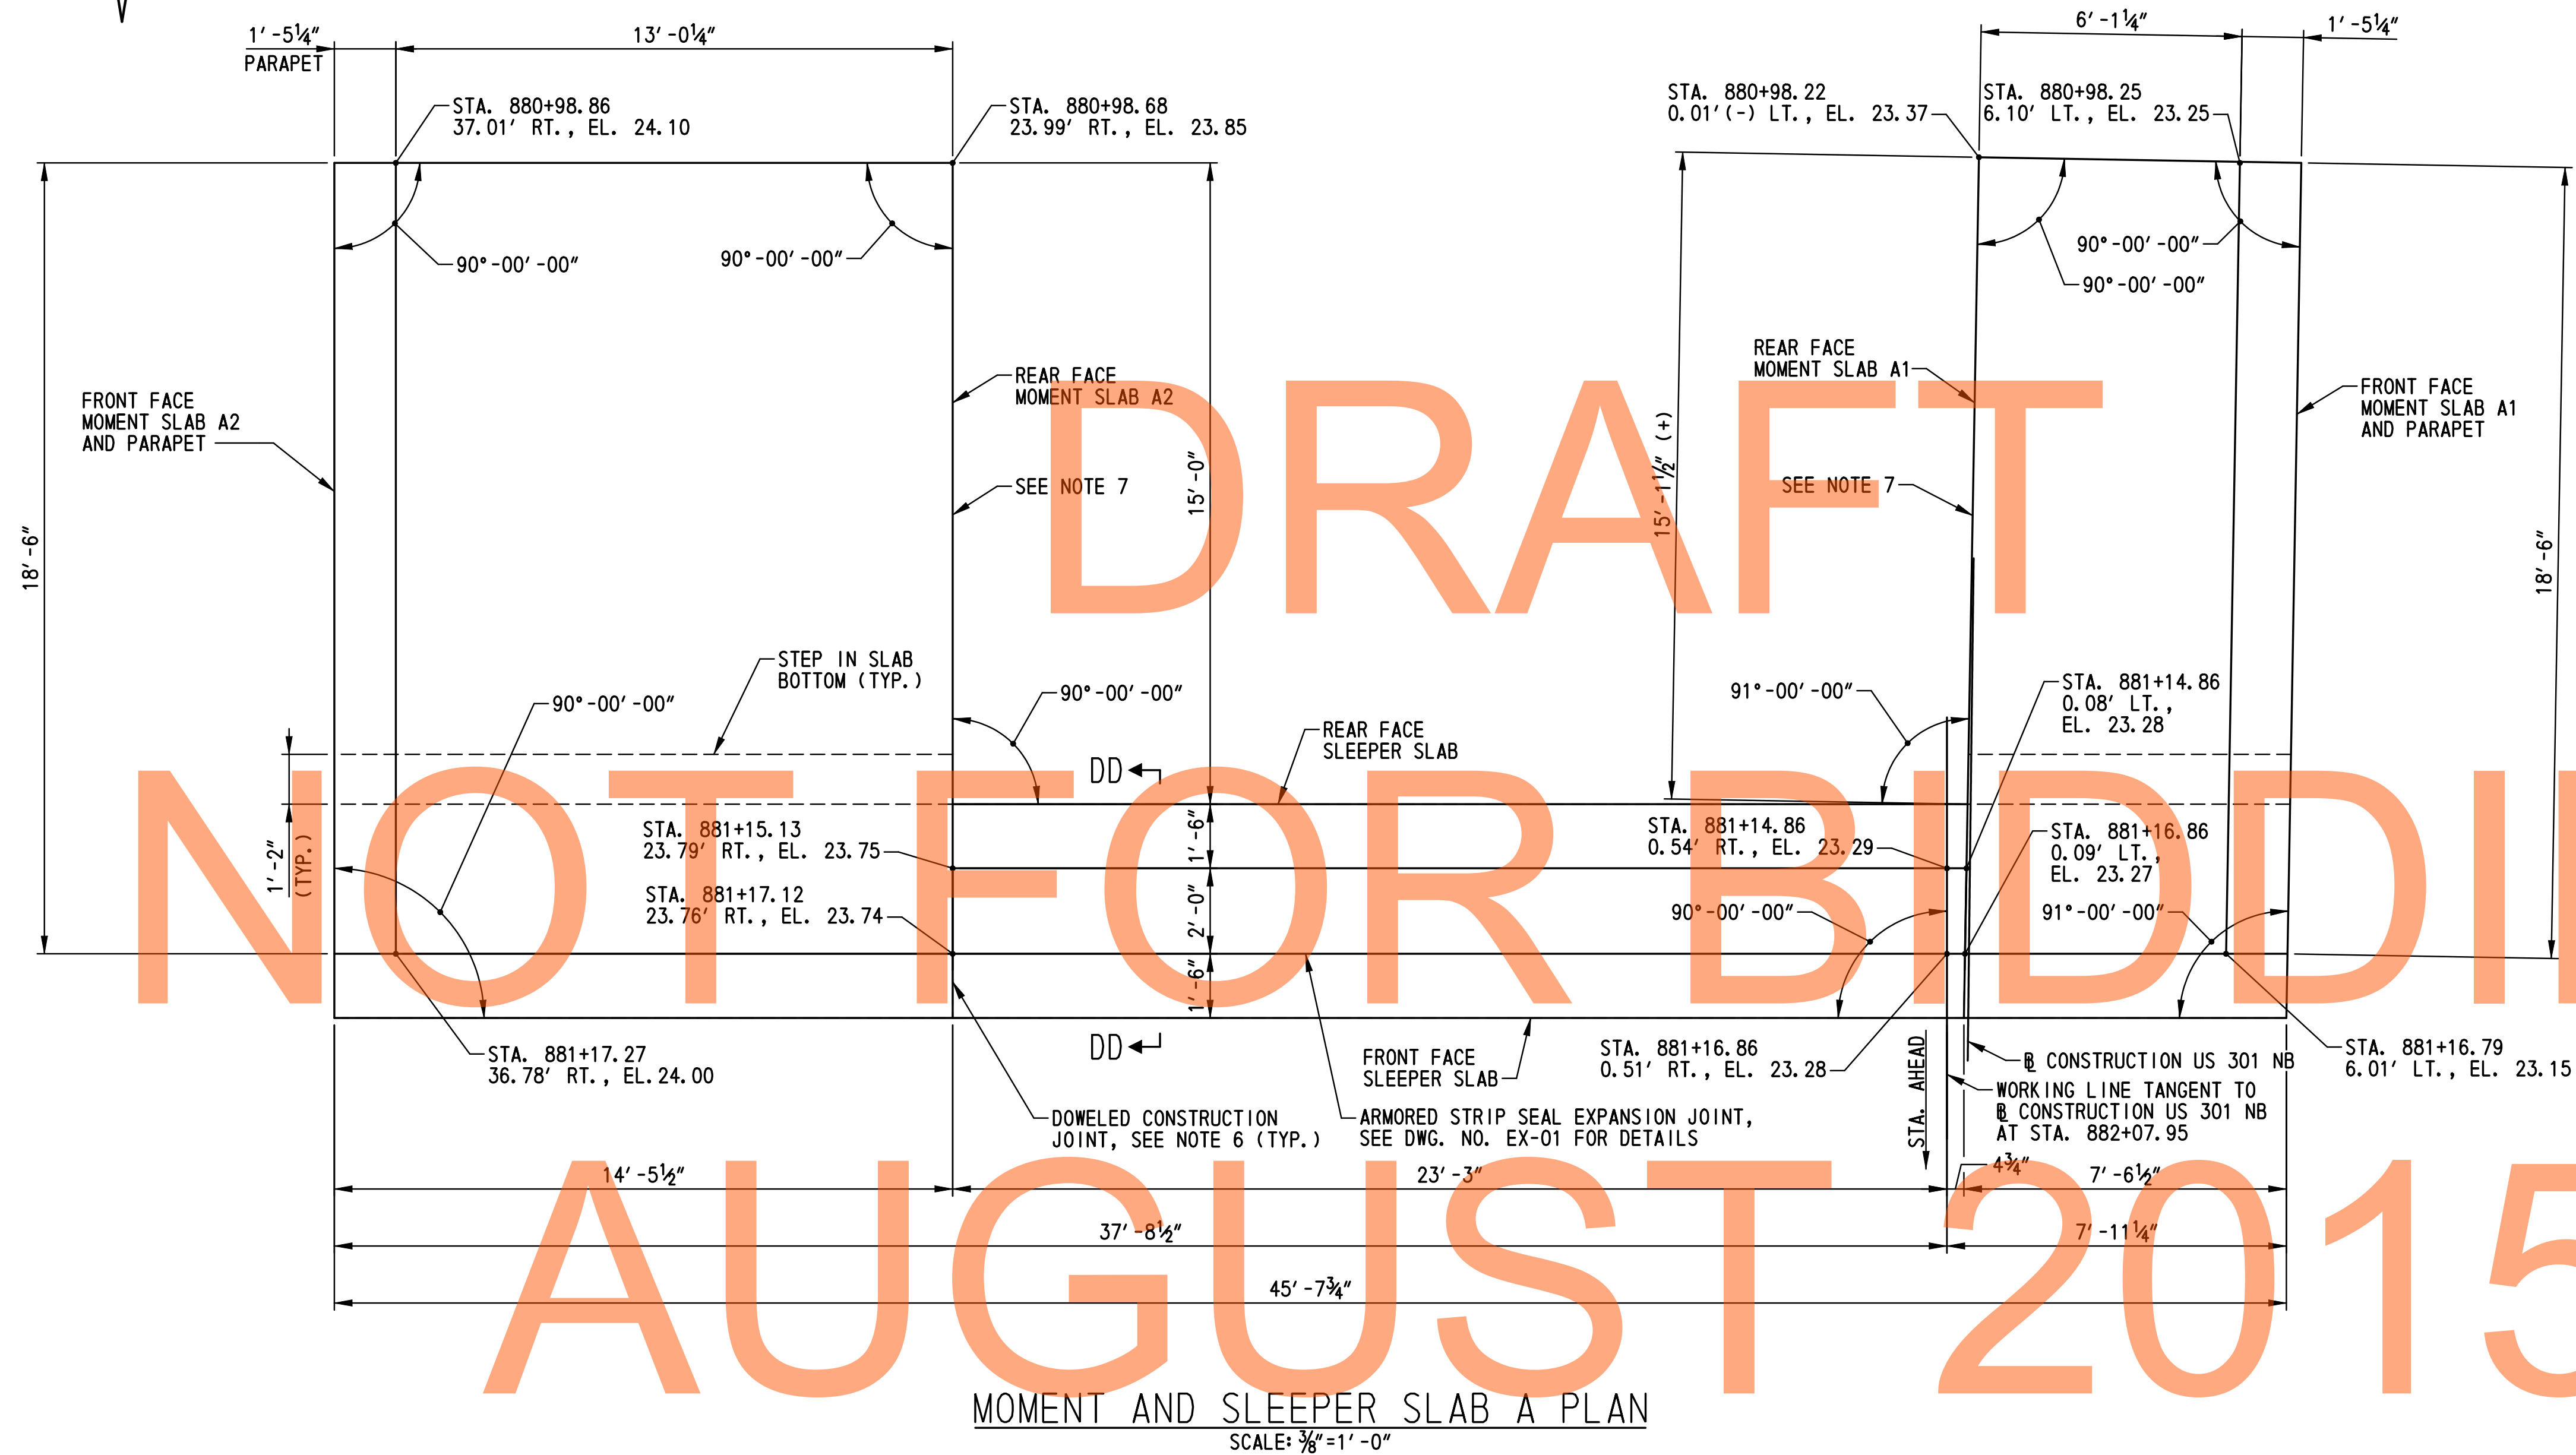 1'-5¼"
PARAPET
13'-0¼"
6'-1¼"
1'-5¼"
STA. 880+98.86
37.01' RT., EL. 24.10
STA. 880+98.68
23.99' RT., EL. 23.85
STA. 880+98.22
0.01'(-) LT., EL. 23.37
STA. 880+98.25
6.10' LT., EL. 23.25
90°-00'-00"
90°-00'-00"
90°-00'-00"
90°-00'-00"
FRONT FACE
MOMENT SLAB A2
AND PARAPET
REAR FACE
MOMENT SLAB A2
SEE NOTE 7
REAR FACE
MOMENT SLAB A1
SEE NOTE 7
FRONT FACE
MOMENT SLAB A1
AND PARAPET
18'-6"
15'-0"
15'-1½" (+)
18'-6"
DRAFT
STEP IN SLAB
BOTTOM (TYP.)
90°-00'-00"
90°-00'-00"
REAR FACE
SLEEPER SLAB
91°-00'-00"
STA. 881+14.86
0.08' LT.,
EL. 23.28
DD
NOT FOR BIDDI
1'-2"
(TYP.)
STA. 881+15.13
23.79' RT., EL. 23.75
STA. 881+17.12
23.76' RT., EL. 23.74
1'-6"
2'-0"
1'-6"
STA. 881+14.86
0.54' RT., EL. 23.29
STA. 881+16.86
0.09' LT.,
EL. 23.27
90°-00'-00"
91°-00'-00"
DD
STA. 881+17.27
36.78' RT., EL.24.00
FRONT FACE
SLEEPER SLAB
STA. 881+16.86
0.51' RT., EL. 23.28
STA. AHEAD
℄ CONSTRUCTION US 301 NB
STA. 881+16.79
6.01' LT., EL. 23.15
WORKING LINE TANGENT TO
℄ CONSTRUCTION US 301 NB
AT STA. 882+07.95
DOWELED CONSTRUCTION
JOINT, SEE NOTE 6 (TYP.)
ARMORED STRIP SEAL EXPANSION JOINT,
SEE DWG. NO. EX-01 FOR DETAILS
14'-5½"
23'-3"
4¾"
7'-6½"
37'-8½"
7'-11¼"
45'-7¾"
AUGUST 2015
MOMENT AND SLEEPER SLAB A PLAN
SCALE: ⅜"=1'-0"